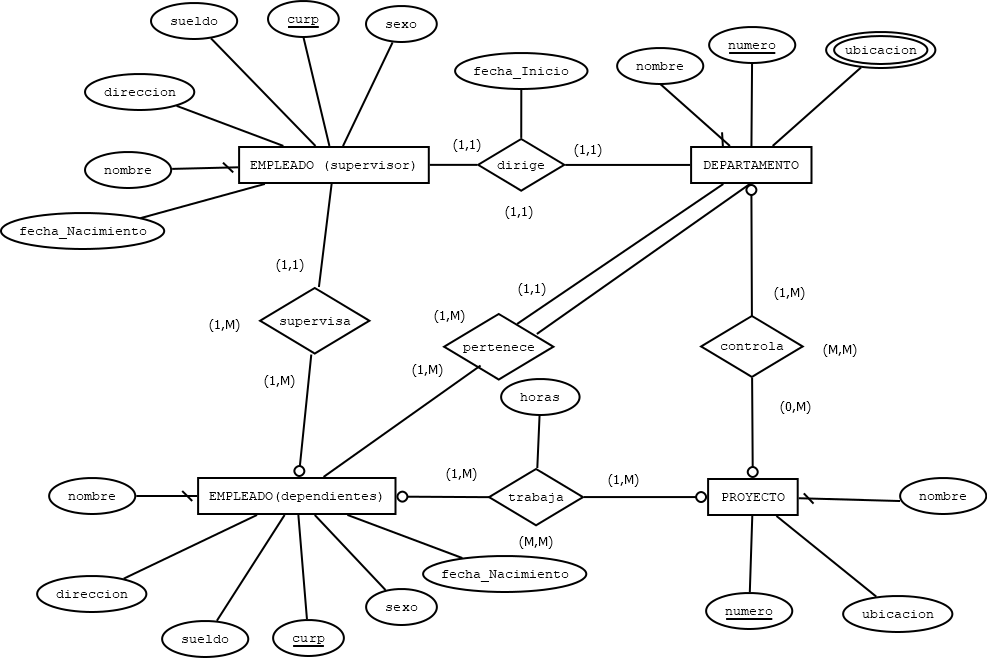 sueldo
curp
sexo
direccion
nombre
fecha_Nacimiento
EMPLEADO (supervisor)
fecha_Inicio
(1,1)
dirige
(1,1)
(1,1)
nombre
numero
ubicacion
DEPARTAMENTO
(1,1)
(1,M)
supervisa
(1,M)
(1,1)
(1,M)
pertenece
(1,M)
(1,M)
controla
(M,M)
(0,M)
horas
(1,M)
trabaja
(1,M)
(M,M)
nombre
EMPLEADO(dependientes)
direccion
sueldo
curp
sexo
fecha_Nacimiento
PROYECTO
nombre
numero
ubicacion